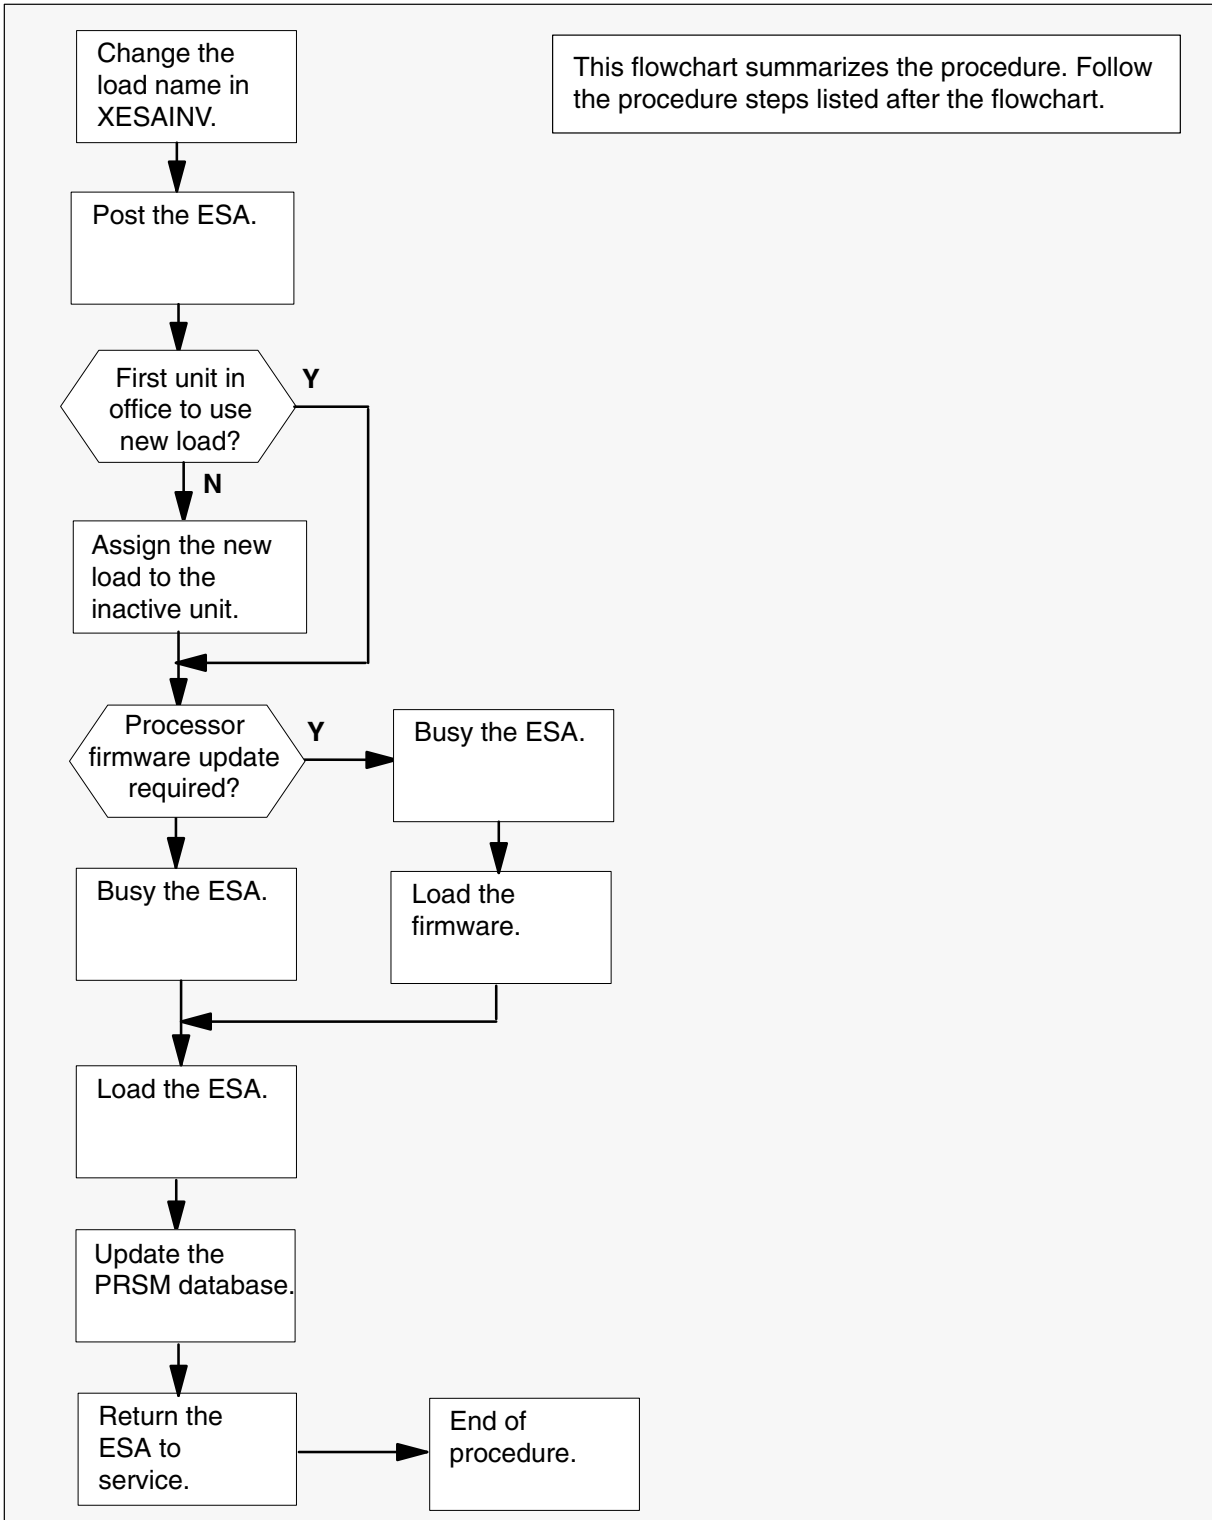 Change the
load name in
XESAINV.
This flowchart summarizes the procedure. Follow
the procedure steps listed after the flowchart.
Post the ESA.
First unit in
office to use
new load?
Y
N
Assign the new
load to the
inactive unit.
Processor
firmware update
required?
Y
Busy the ESA.
Busy the ESA.
Load the
firmware.
Load the ESA.
Update the
PRSM database.
Return the
ESA to
service.
End of
procedure.